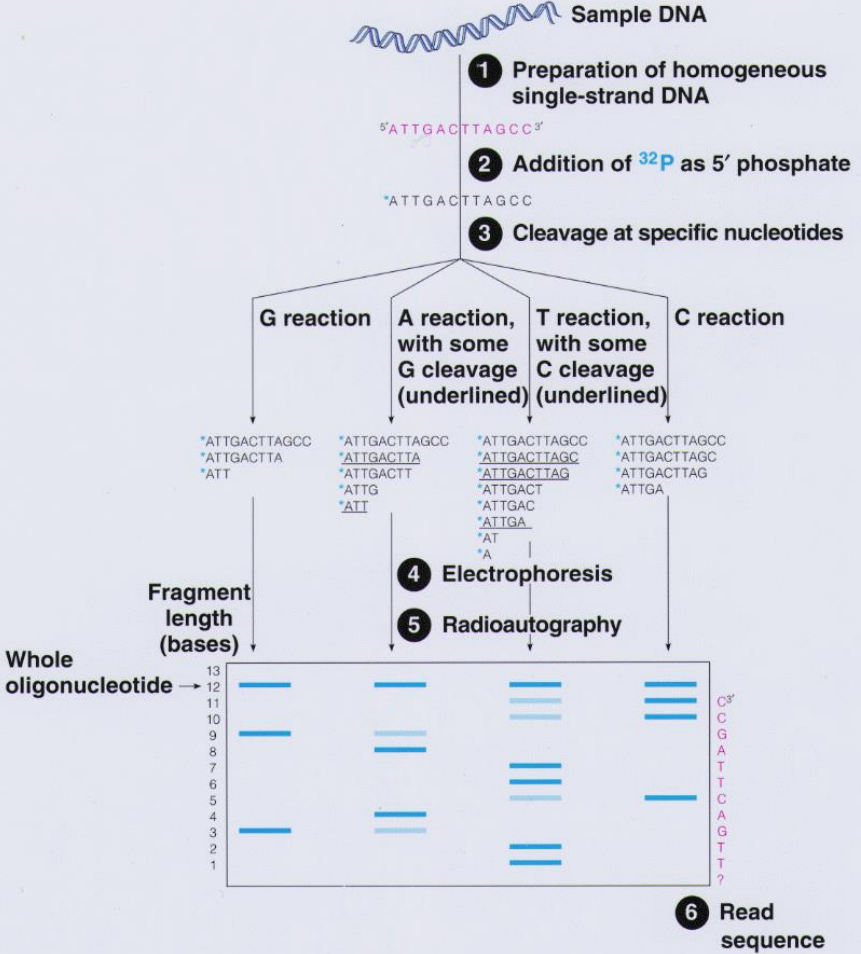 Sample DNA
1 Preparation of homogeneous
single-strand DNA
5′ATTGACTTAGCC3′
2 Addition of 32P as 5′ phosphate
*ATTGACTTAGCC
3 Cleavage at specific nucleotides
G reaction
A reaction,
with some
G cleavage
(underlined)
T reaction,
with some
C cleavage
(underlined)
C reaction
*ATTGACTTAGCC
*ATTGACTTA
*ATT
*ATTGACTTAGCC
*ATTGACTTA
*ATTGACTT
*ATTG
*ATT
*ATTGACTTAGCC
*ATTGACTTAGC
*ATTGACTTAG
*ATTGACT
*ATTGAC
*ATTGA
*AT
*A
*ATTGACTTAGCC
*ATTGACTTAGC
*ATTGACTTAG
*ATTGA
4 Electrophoresis
5 Radioautography
Fragment
length
(bases)
Whole
oligonucleotide
13
12
11
10
9
8
7
6
5
4
3
2
1
C3′
C
G
A
T
T
C
A
G
T
T
?
6 Read
sequence